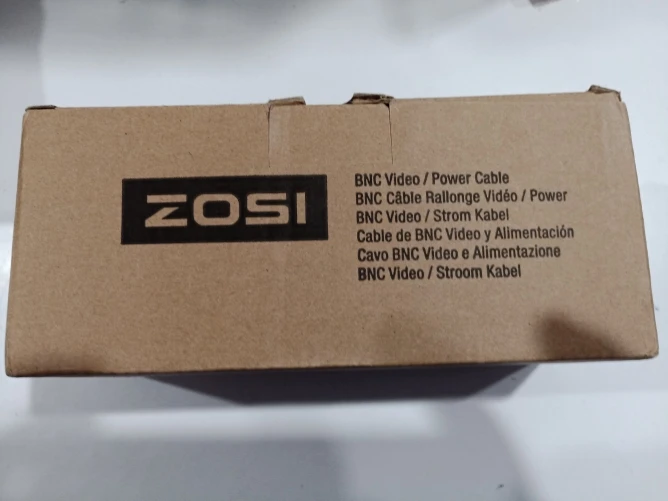 ZOSI
BNC Video / Power Cable
BNC Câble Rallonge Vidéo / Power
BNC Video / Strom Kabel
Cable de BNC Video y Alimentación
Cavo BNC Video e Alimentazione
BNC Video / Stroom Kabel